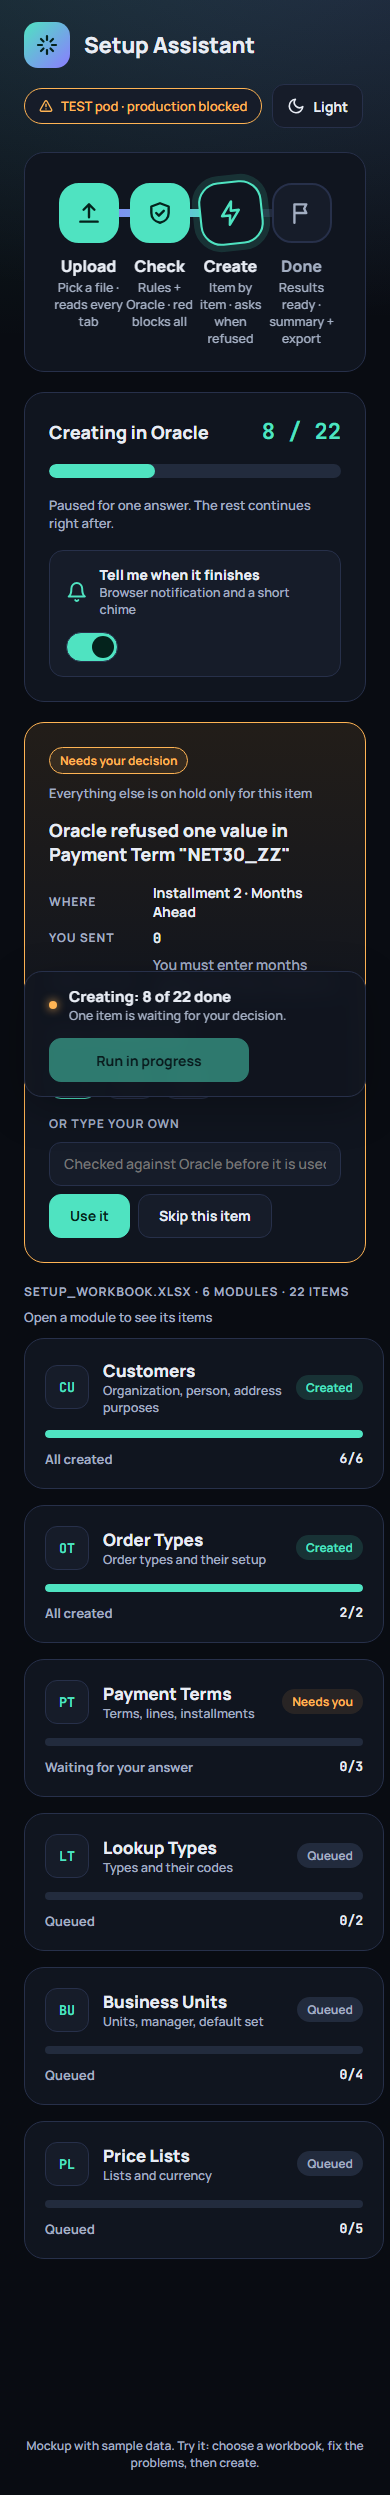 Setup Assistant
TEST pod · production blocked
Light
Upload
Pick a file · reads every tab
Check
Rules + Oracle · red blocks all
Create
Item by item · asks when refused
Done
Results ready · summary + export
Creating in Oracle
8 / 22
Paused for one answer. The rest continues
right after.
Tell me when it finishes
Browser notification and a short
chime
Needs your decision
Everything else is on hold only for this item
Oracle refused one value in
Payment Term "NET30_ZZ"
WHERE
Installment 2 · Months
Ahead
YOU SENT
0
You must enter months
Creating: 8 of 22 done
One item is waiting for your decision.
Run in progress
OR TYPE YOUR OWN
Checked against Oracle before it is used
Use it
Skip this item
SETUP_WORKBOOK.XLSX · 6 MODULES · 22 ITEMS
Open a module to see its items
CU
Customers
Organization, person, address
purposes
Created
All created
6/6
OT
Order Types
Order types and their setup
Created
All created
2/2
PT
Payment Terms
Terms, lines, installments
Needs you
Waiting for your answer
0/3
LT
Lookup Types
Types and their codes
Queued
Queued
0/2
BU
Business Units
Units, manager, default set
Queued
Queued
0/4
PL
Price Lists
Lists and currency
Queued
Queued
0/5
Mockup with sample data. Try it: choose a workbook, fix the
problems, then create.